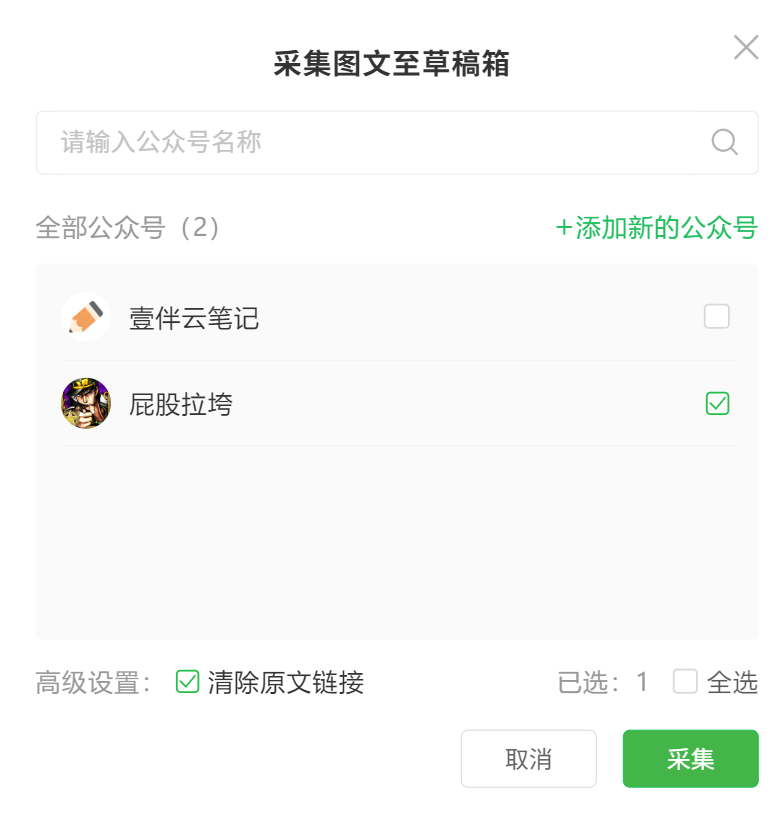 采集图文至草稿箱
请输入公众号名称
全部公众号（2）
+添加新的公众号
壹伴云笔记
屁股拉垮
高级设置：
清除原文链接
已选：1
全选
取消
采集